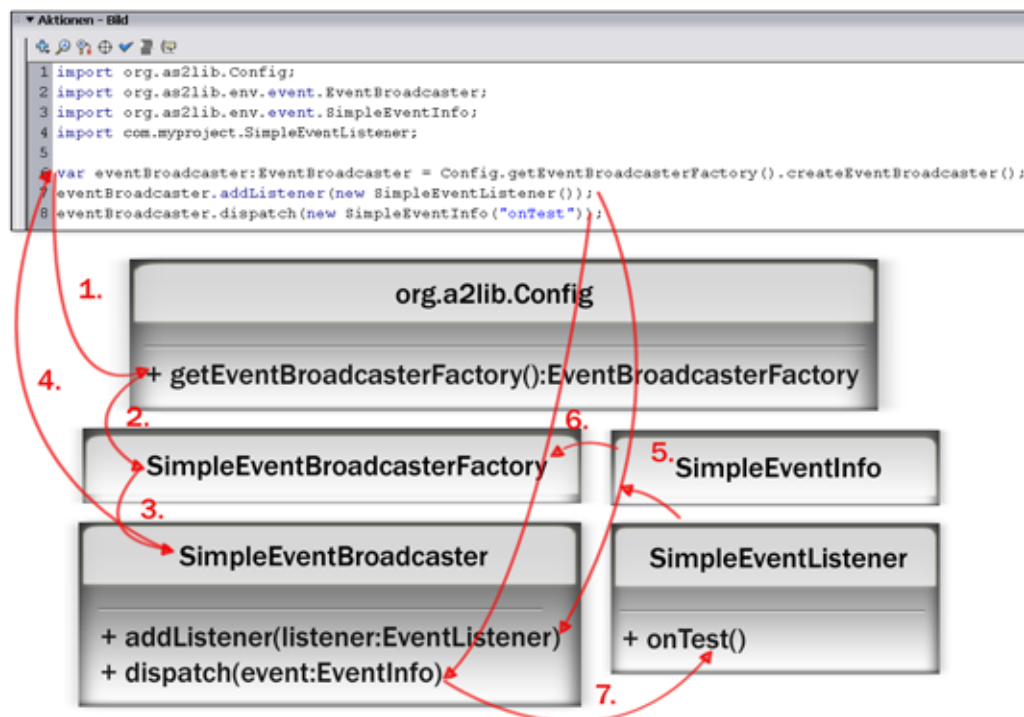 Aktionen - Bild
1 import org.as2lib.Config;
2 import org.as2lib.env.event.EventBroadcaster;
3 import org.as2lib.env.event.SimpleEventInfo;
4 import com.myproject.SimpleEventListener;
5
6 var eventBroadcaster:EventBroadcaster = Config.getEventBroadcasterFactory().createEventBroadcaster();
7 eventBroadcaster.addListener(new SimpleEventListener());
8 eventBroadcaster.dispatch(new SimpleEventInfo("onTest"));
1.
org.a2lib.Config
4.
+ getEventBroadcasterFactory():EventBroadcasterFactory
2.
6.
SimpleEventBroadcasterFactory
5.
SimpleEventInfo
3.
SimpleEventBroadcaster
SimpleEventListener
+ addListener(listener:EventListener)
+ onTest()
+ dispatch(event:EventInfo)
7.